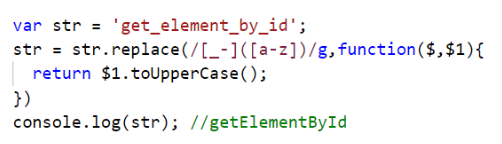 var str = 'get_element_by_id';
str = str.replace(/[_-]([a-z])/g,function($,$1){
  return $1.toUpperCase();
})
console.log(str); //getElementById